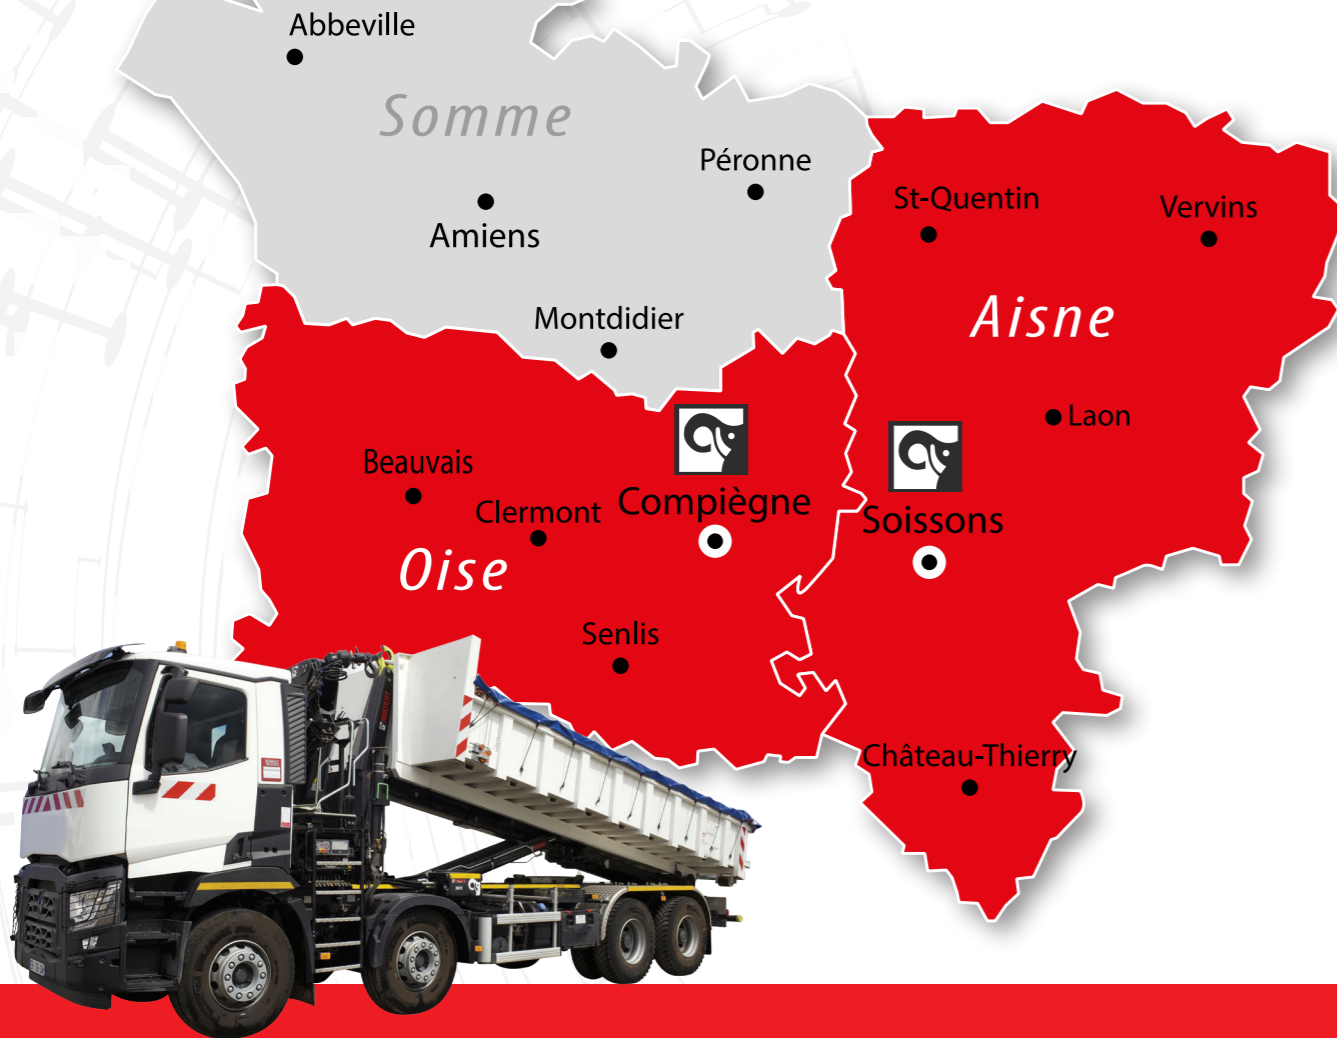 Abbeville
Somme
Péronne
Amiens
St-Quentin
Vervins
Montdidier
Aisne
Laon
Beauvais
Compiègne
Clermont
Soissons
Oise
Senlis
Château-Thierry